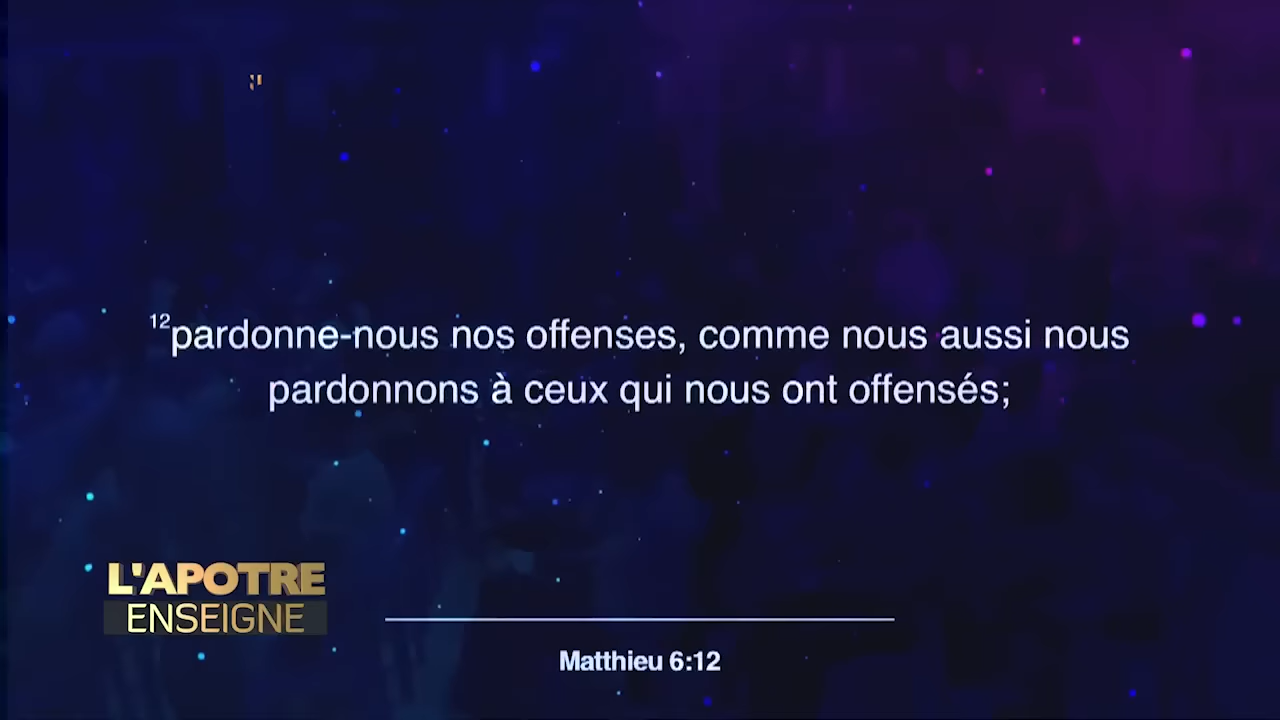 ¹²pardonne-nous nos offenses, comme nous aussi nous
pardonnons à ceux qui nous ont offensés;
L'APOTRE
ENSEIGNE
Matthieu 6:12